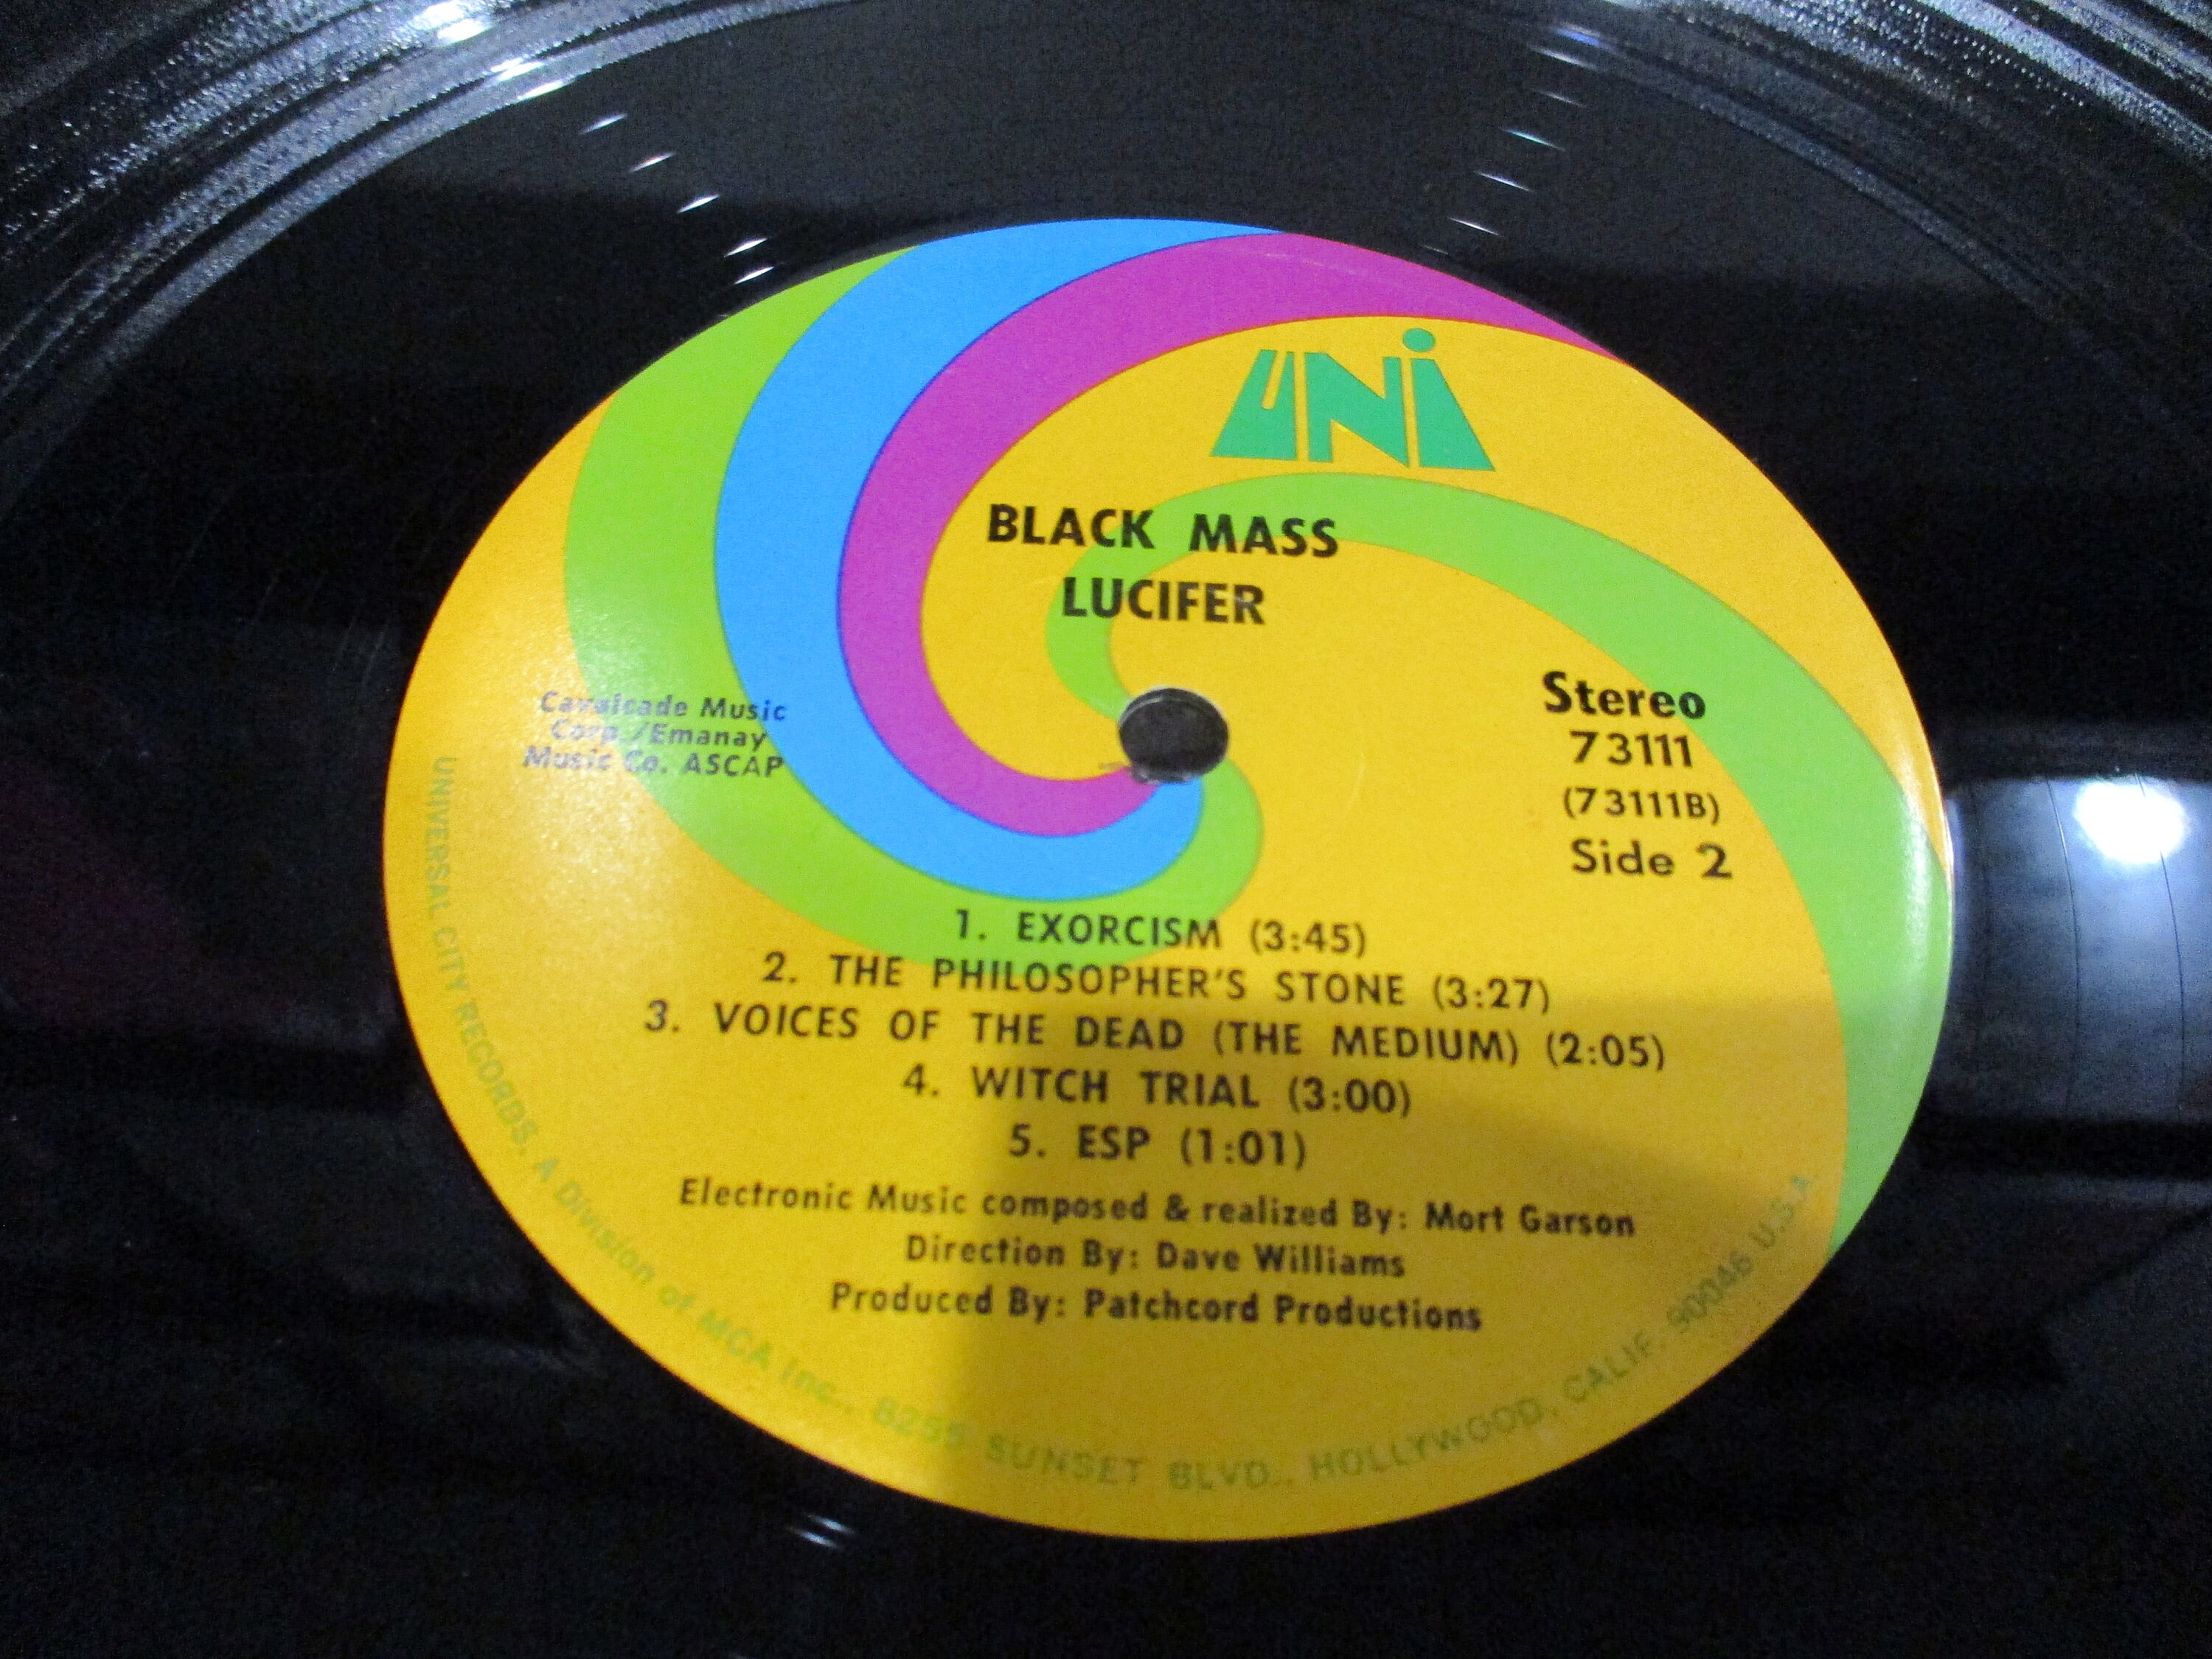 UNi
BLACK MASS
LUCIFER
Cavalcade Music
Corp./Emanay
Music Co. ASCAP
Stereo
73111
(73111B)
Side 2
1. EXORCISM (3:45)
2. THE PHILOSOPHER'S STONE (3:27)
3. VOICES OF THE DEAD (THE MEDIUM) (2:05)
4. WITCH TRIAL (3:00)
5. ESP (1:01)
Electronic Music composed & realized By: Mort Garson
Direction By: Dave Williams
Produced By: Patchcord Productions
UNIVERSAL CITY RECORDS, A Division of MCA Inc., 8255 SUNSET BLVD., HOLLYWOOD, CALIF. 90046 U.S.A.